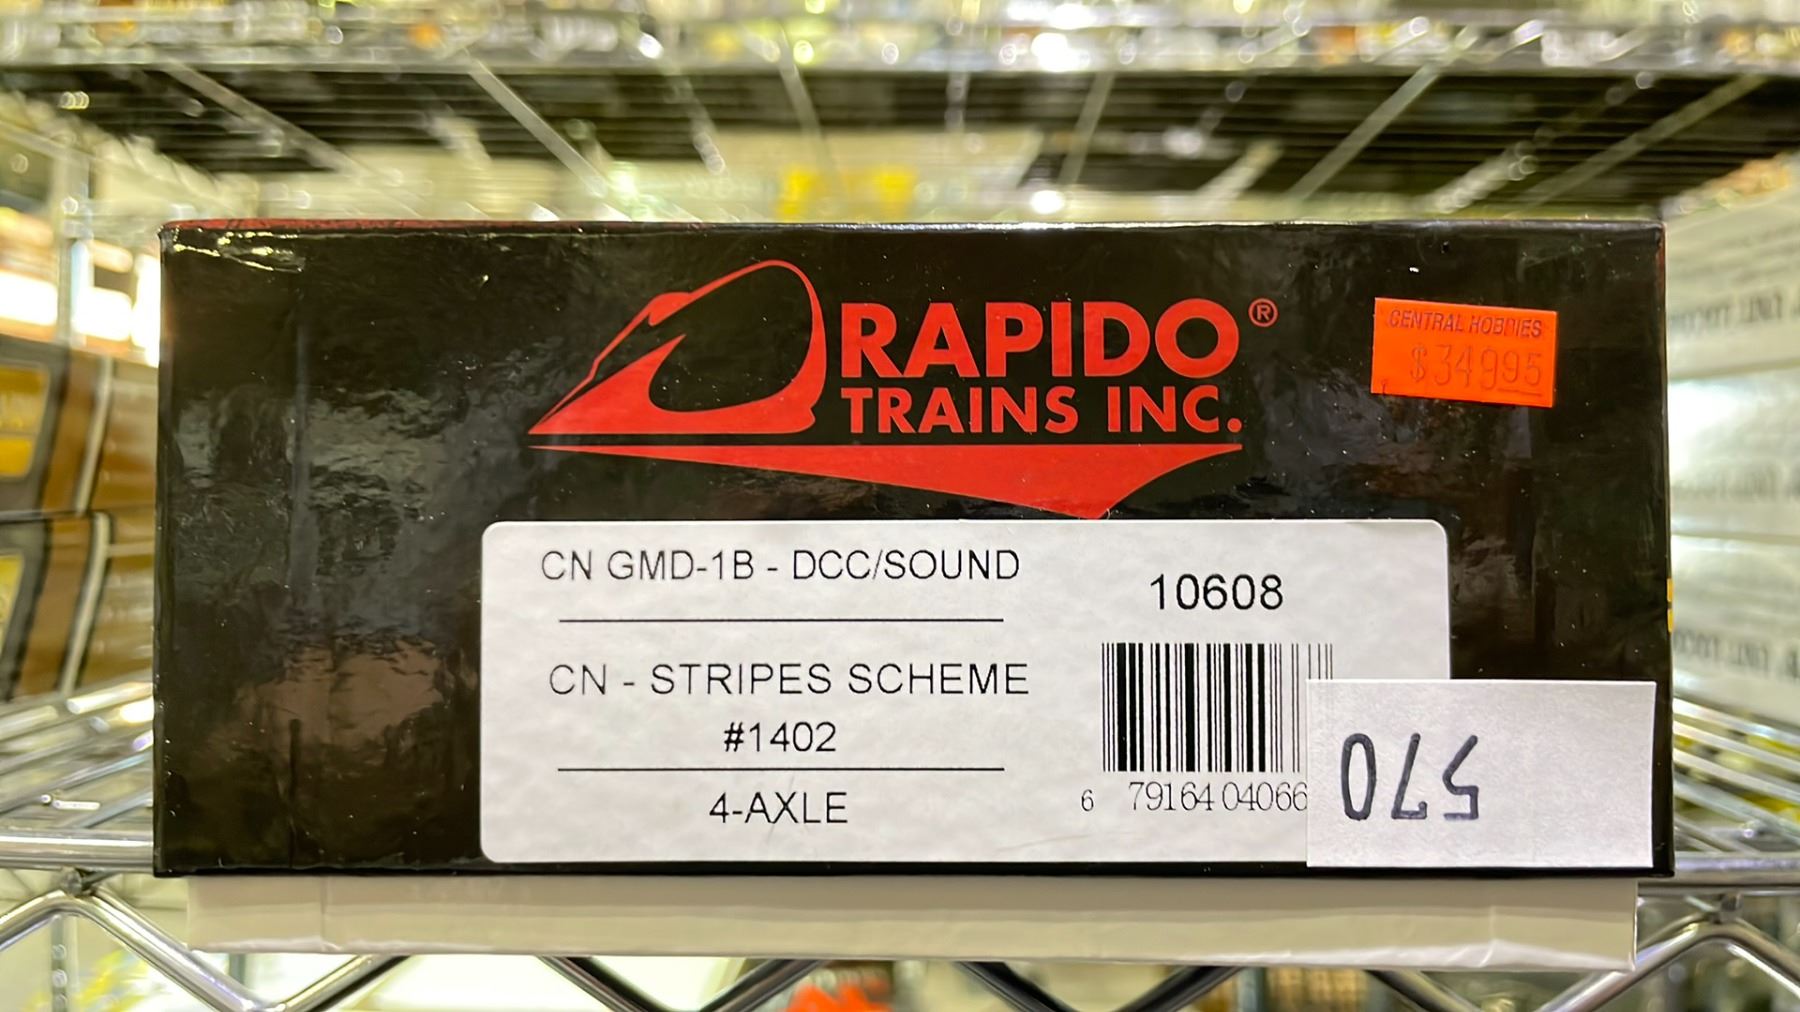 RAPIDO®
TRAINS INC.
CENTRAL HOBBIES
$34995
CN GMD-1B - DCC/SOUND
10608
CN - STRIPES SCHEME
#1402
4-AXLE
6 79164 04066
570